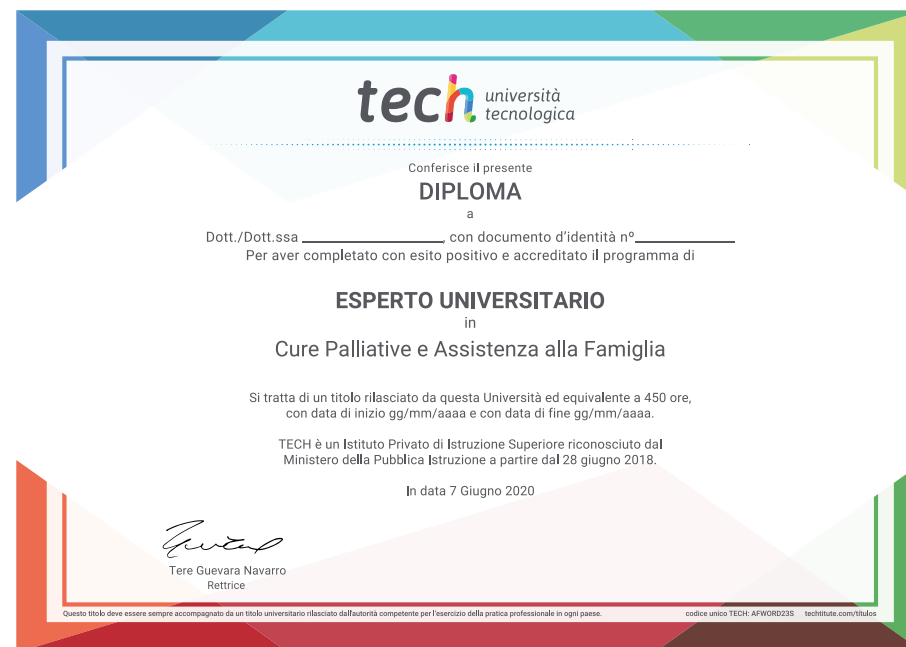 tech università
tecnologica
Conferisce il presente
DIPLOMA
a
Dott./Dott.ssa ____________________, con documento d'identità nº______________
Per aver completato con esito positivo e accreditato il programma di
ESPERTO UNIVERSITARIO
in
Cure Palliative e Assistenza alla Famiglia
Si tratta di un titolo rilasciato da questa Università ed equivalente a 450 ore,
con data di inizio gg/mm/aaaa e con data di fine gg/mm/aaaa.
TECH è un Istituto Privato di Istruzione Superiore riconosciuto dal
Ministero della Pubblica Istruzione a partire dal 28 giugno 2018.
In data 7 Giugno 2020
Tere Guevara Navarro
Rettrice
Questo titolo deve essere sempre accompagnato da un titolo universitario rilasciato dall'autorità competente per l'esercizio della pratica professionale in ogni paese. codice unico TECH: AFWORD23S techtitute.com/titulos